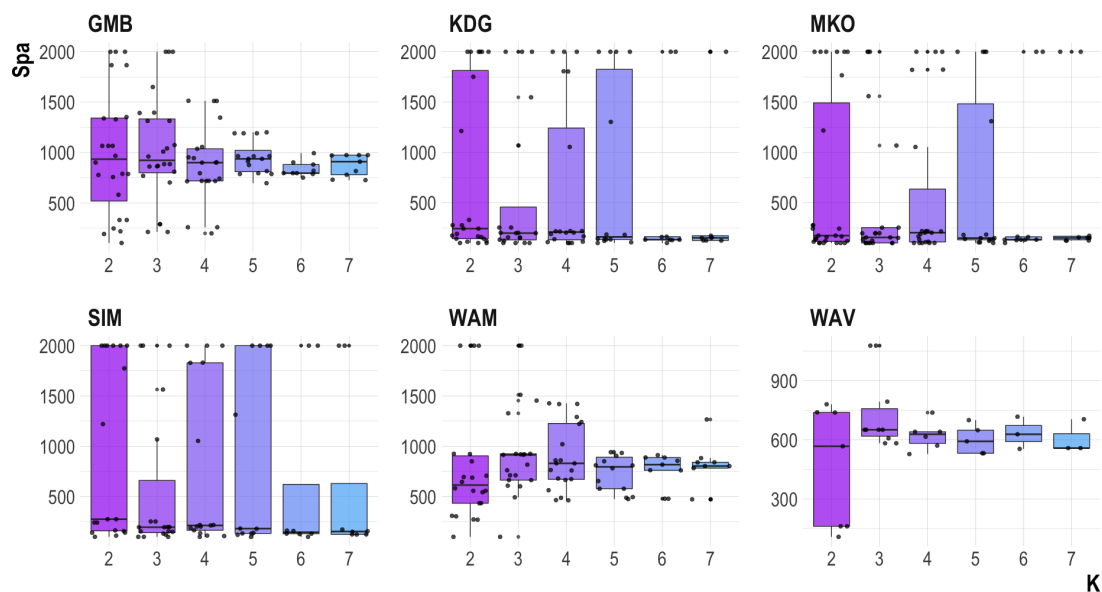 GMB KDG MKO
Spa
2000 2000 2000
1500 1500 1500
1000 1000 1000
500 500 500
2 3 4 5 6 7 2 3 4 5 6 7 2 3 4 5 6 7
SIM WAM WAV
2000 2000
1500 1500 900
1000 1000 600
500 500 300
2 3 4 5 6 7 2 3 4 5 6 7 2 3 4 5 6 7
K